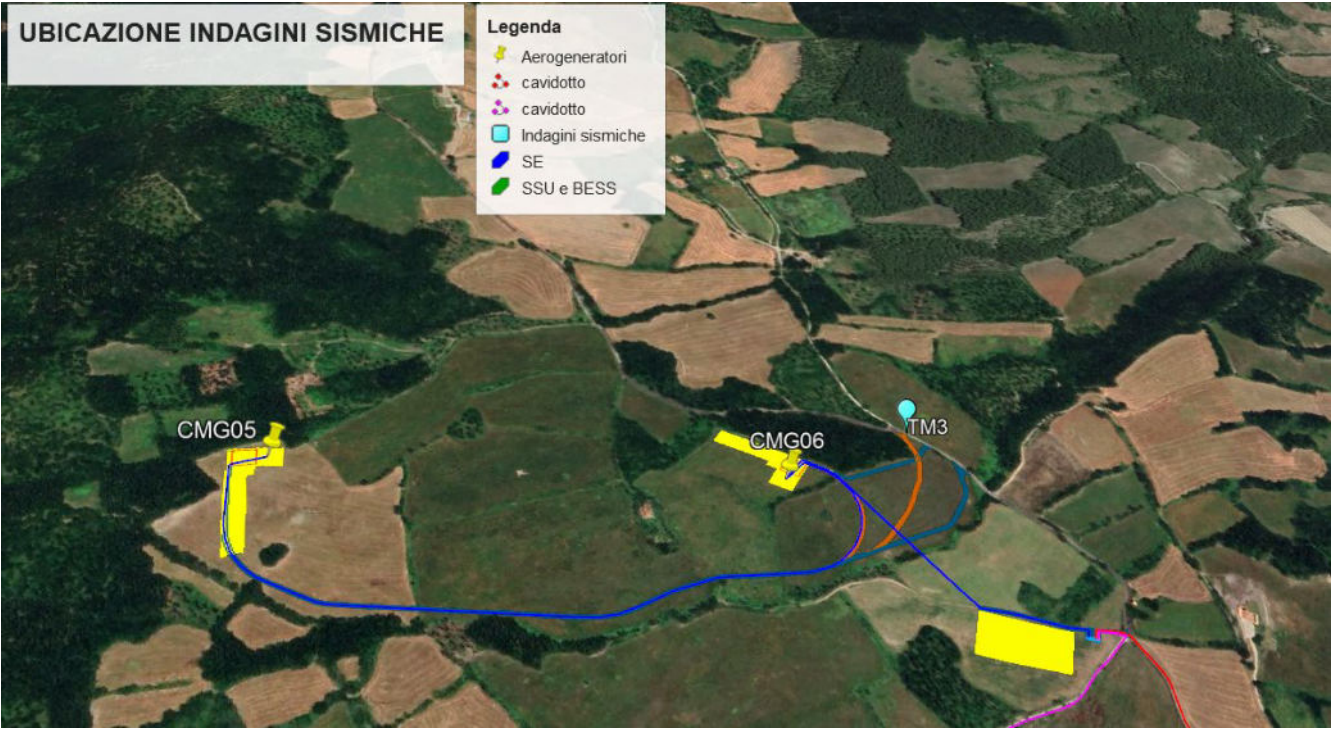 UBICAZIONE INDAGINI SISMICHE
Legenda
Aerogeneratori
cavidotto
cavidotto
Indagini sismiche
SE
SSU e BESS
CMG05
CMG06
TM3